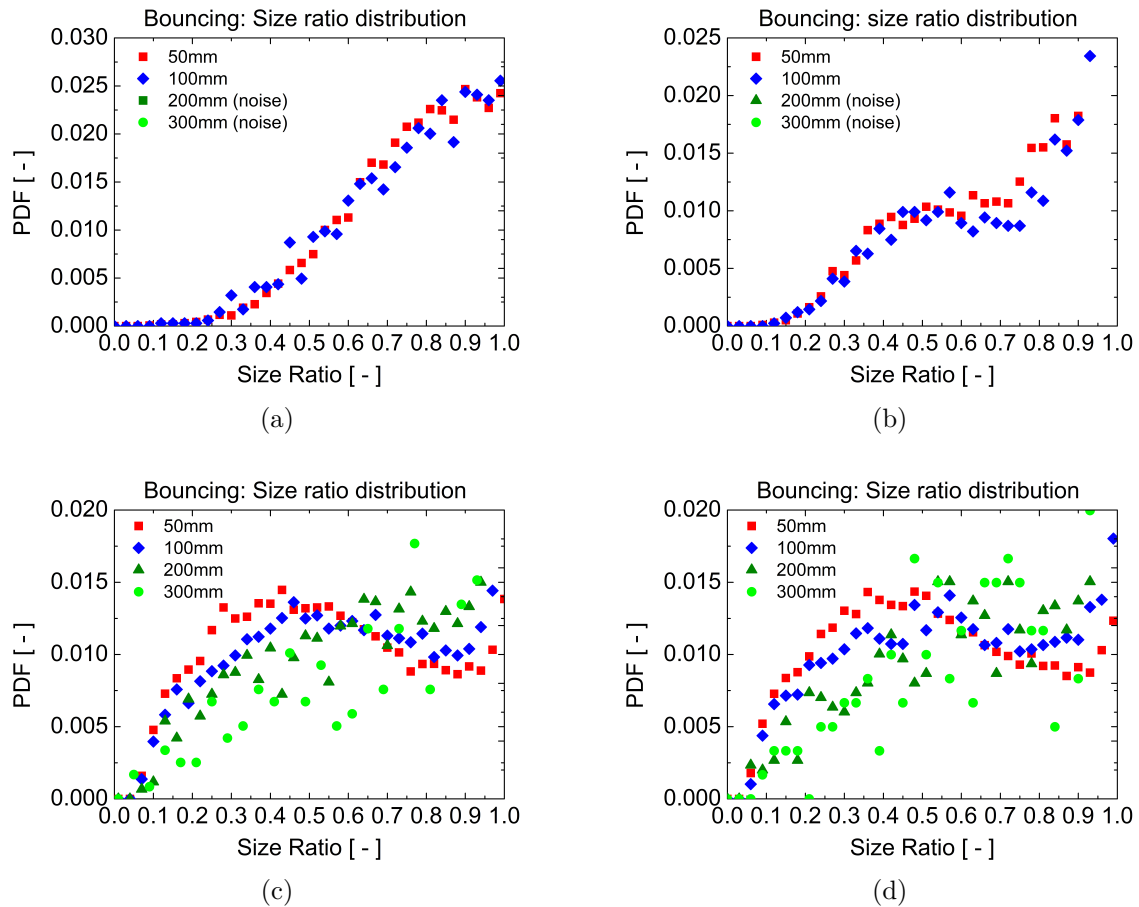 Bouncing: Size ratio distribution
0.030
0.025
0.020
0.015
0.010
0.005
0.000
PDF [ - ]
50mm
100mm
200mm (noise)
300mm (noise)
0.0 0.1 0.2 0.3 0.4 0.5 0.6 0.7 0.8 0.9 1.0
Size Ratio [ - ]
(a)
Bouncing: size ratio distribution
0.025
0.020
0.015
0.010
0.005
0.000
PDF [ - ]
50mm
100mm
200mm (noise)
300mm (noise)
0.0 0.1 0.2 0.3 0.4 0.5 0.6 0.7 0.8 0.9 1.0
Size Ratio [ - ]
(b)
Bouncing: Size ratio distribution
0.020
0.015
0.010
0.005
0.000
PDF [ - ]
50mm
100mm
200mm
300mm
0.0 0.1 0.2 0.3 0.4 0.5 0.6 0.7 0.8 0.9 1.0
Size Ratio [ - ]
(c)
Bouncing: Size ratio distribution
0.020
0.015
0.010
0.005
0.000
PDF [ - ]
50mm
100mm
200mm
300mm
0.0 0.1 0.2 0.3 0.4 0.5 0.6 0.7 0.8 0.9 1.0
Size Ratio [ - ]
(d)